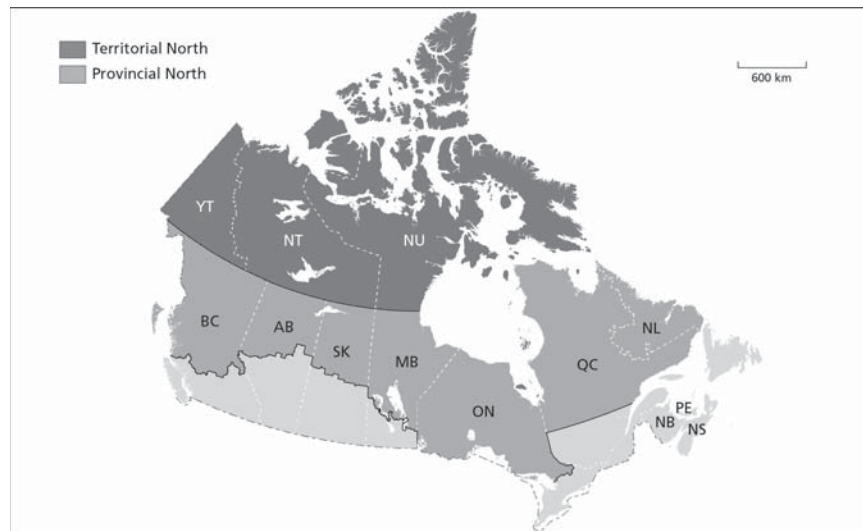 Territorial North
Provincial North
600 km
YT
NT
NU
BC
AB
SK
MB
ON
QC
NL
PE
NB
NS